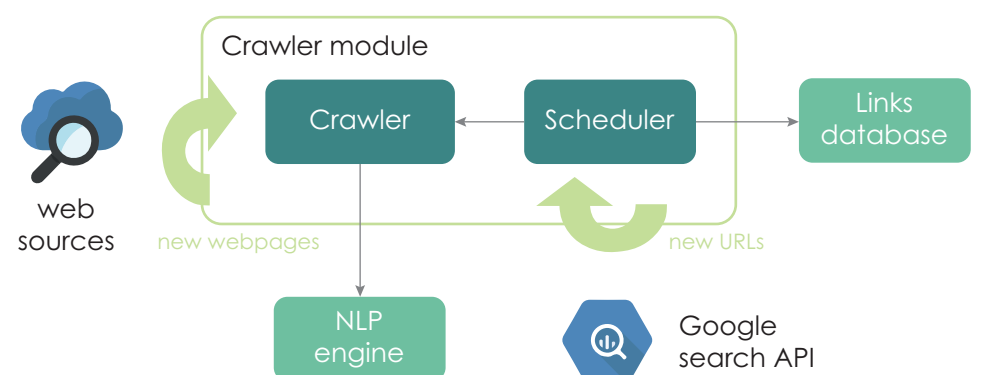 Crawler module
Crawler
Scheduler
Links
database
web
sources
new webpages
new URLs
NLP
engine
Google
search API